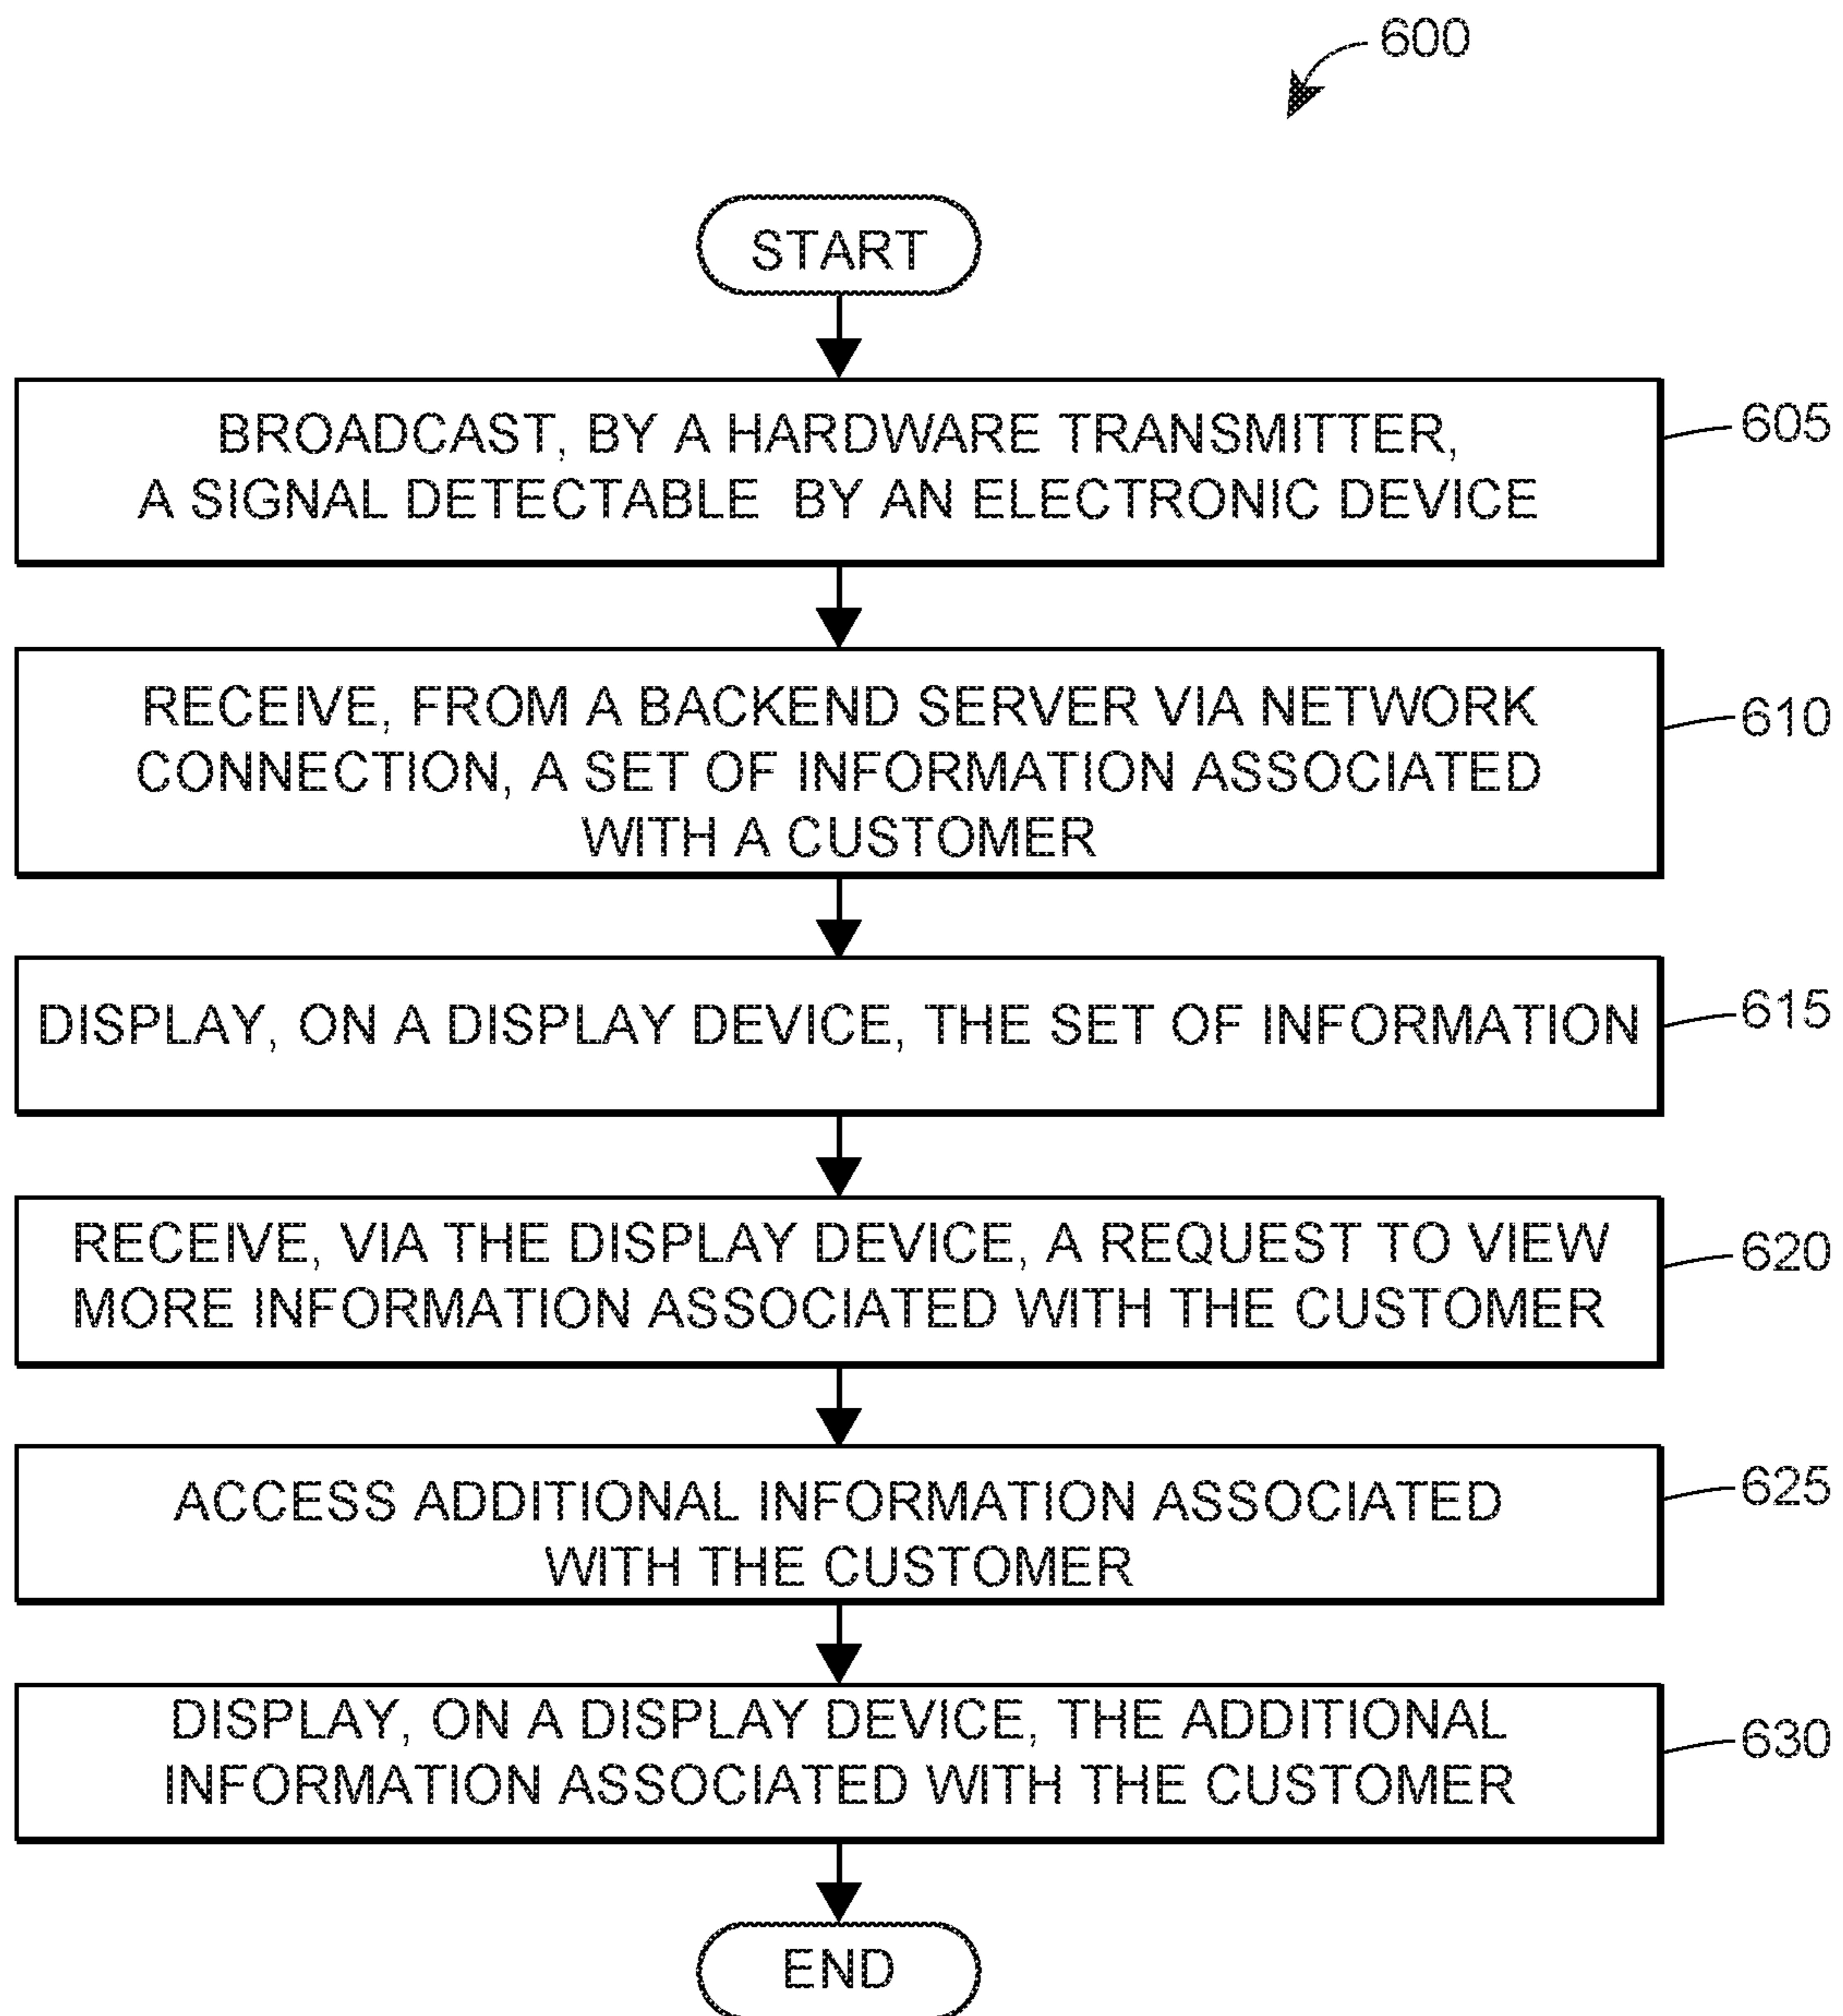 600
START
BROADCAST, BY A HARDWARE TRANSMITTER,
A SIGNAL DETECTABLE BY AN ELECTRONIC DEVICE
605
RECEIVE, FROM A BACKEND SERVER VIA NETWORK
CONNECTION, A SET OF INFORMATION ASSOCIATED
WITH A CUSTOMER
610
DISPLAY, ON A DISPLAY DEVICE, THE SET OF INFORMATION
615
RECEIVE, VIA THE DISPLAY DEVICE, A REQUEST TO VIEW
MORE INFORMATION ASSOCIATED WITH THE CUSTOMER
620
ACCESS ADDITIONAL INFORMATION ASSOCIATED
WITH THE CUSTOMER
625
DISPLAY, ON A DISPLAY DEVICE, THE ADDITIONAL
INFORMATION ASSOCIATED WITH THE CUSTOMER
630
END